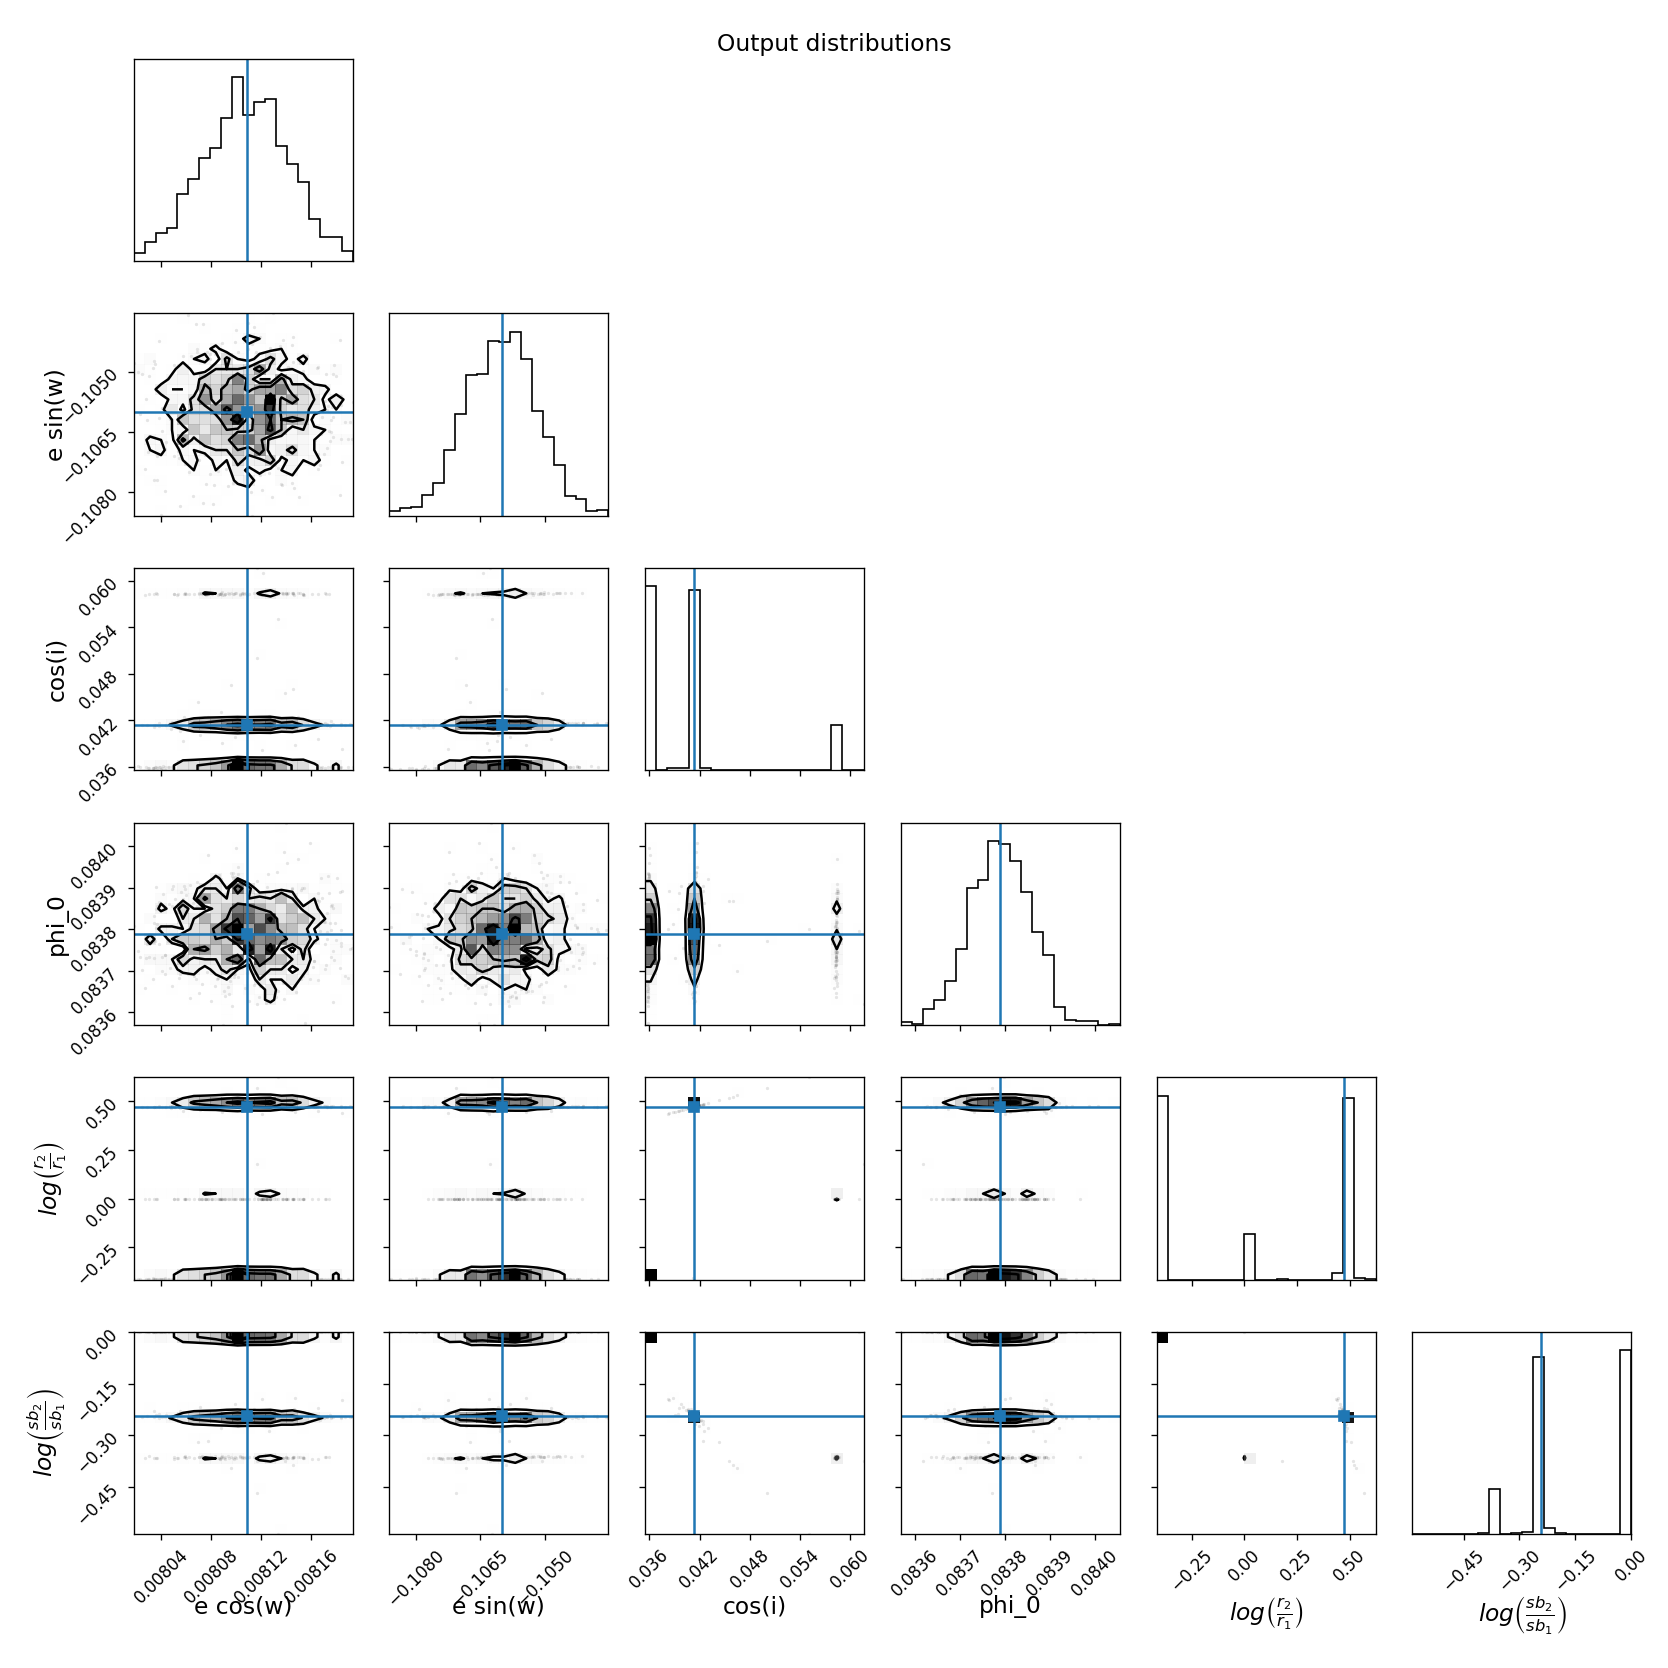 Output distributions
e sin(w)
−0.1050
−0.1065
−0.1080
cos(i)
0.060
0.054
0.048
0.042
0.036
phi_0
0.0840
0.0839
0.0838
0.0837
0.0836
log(r2/r1)
0.50
0.25
0.00
−0.25
log(sb2/sb1)
0.00
−0.15
−0.30
−0.45
0.00804 0.00808 0.00812 0.00816
−0.1080 −0.1065 −0.1050
0.036 0.042 0.048 0.054 0.060
0.0836 0.0837 0.0838 0.0839 0.0840
−0.25 0.00 0.25 0.50
−0.45 −0.30 −0.15 0.00
e cos(w) e sin(w) cos(i) phi_0 log(r2/r1) log(sb2/sb1)